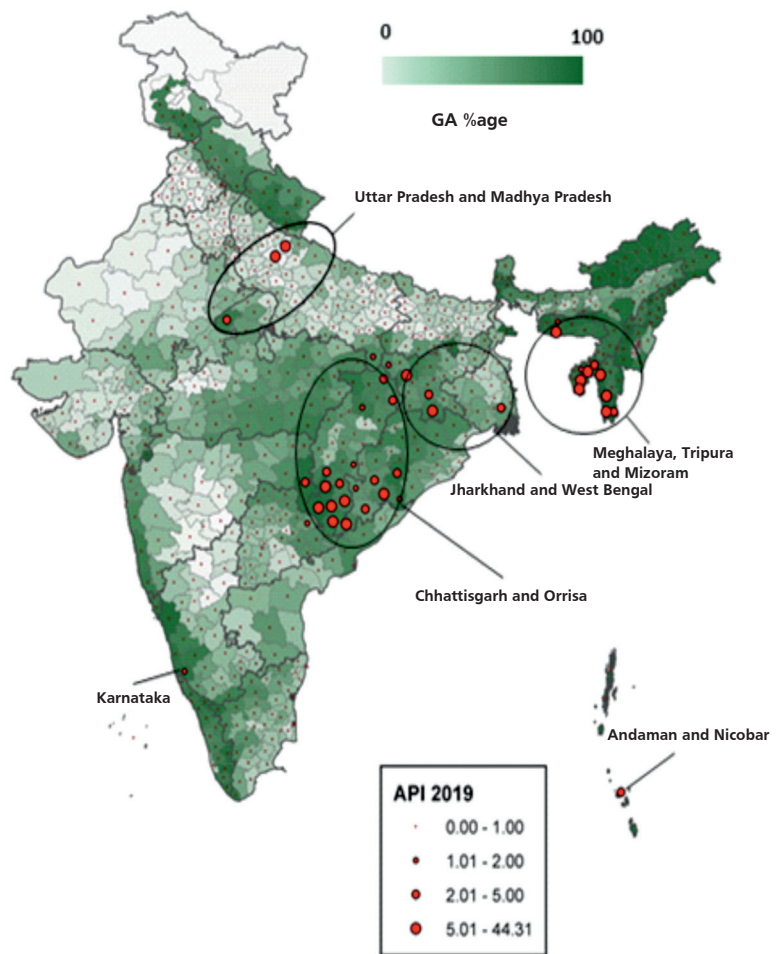 0 100
GA %age
Uttar Pradesh and Madhya Pradesh
Meghalaya, Tripura
and Mizoram
Jharkhand and West Bengal
Chhattisgarh and Orrisa
Karnataka
Andaman and Nicobar
API 2019
0.00 - 1.00
1.01 - 2.00
2.01 - 5.00
5.01 - 44.31